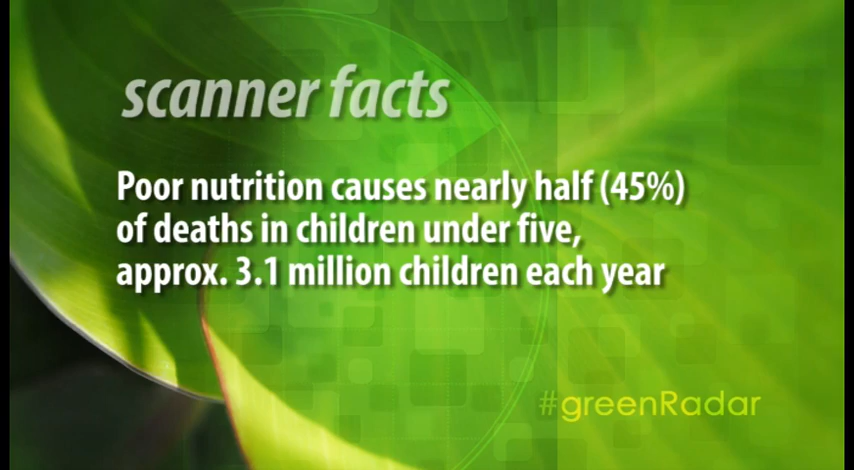 scanner facts
Poor nutrition causes nearly half (45%)
of deaths in children under five,
approx. 3.1 million children each year
#greenRadar